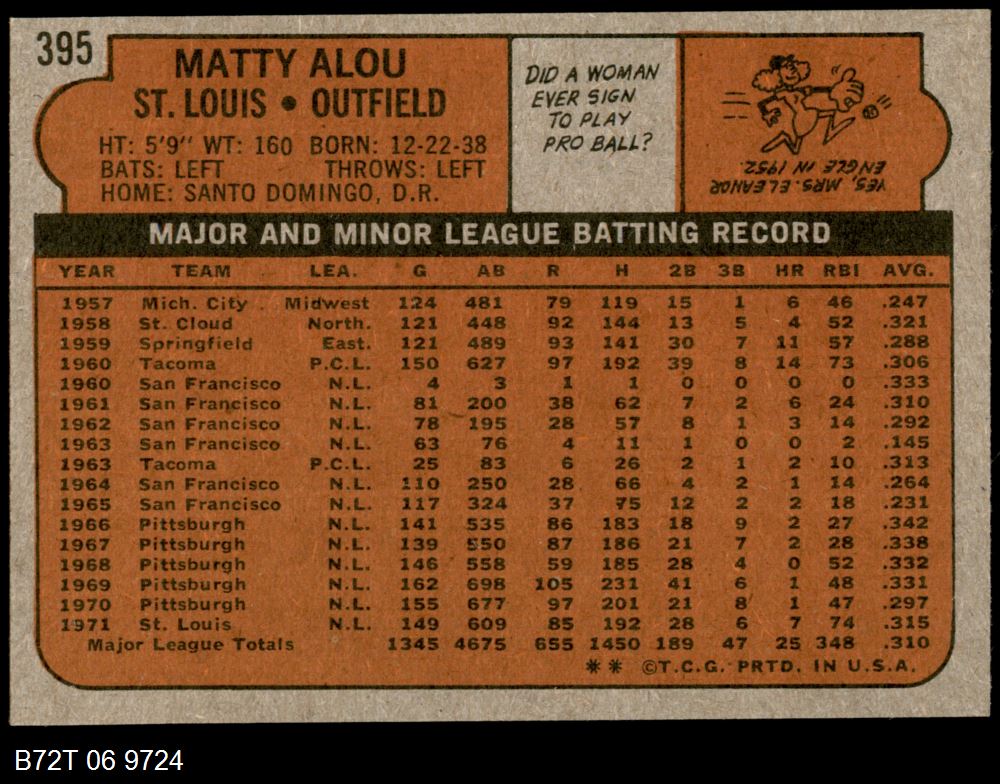 395
MATTY ALOU
ST. LOUIS • OUTFIELD
HT: 5'9" WT: 160 BORN: 12-22-38
BATS: LEFT THROWS: LEFT
HOME: SANTO DOMINGO, D.R.
DID A WOMAN
EVER SIGN
TO PLAY
PRO BALL?
YES, MRS. ELEANOR
ENGLE IN 1952.
MAJOR AND MINOR LEAGUE BATTING RECORD
YEAR TEAM LEA. G AB R H 2B 3B HR RBI AVG.
1957 Mich. City Midwest 124 481 79 119 15 1 6 46 .247
1958 St. Cloud North. 121 448 92 144 13 5 4 52 .321
1959 Springfield East. 121 489 93 141 30 7 11 57 .288
1960 Tacoma P.C.L. 150 627 97 192 39 8 14 73 .306
1960 San Francisco N.L. 4 3 1 1 0 0 0 0 .333
1961 San Francisco N.L. 81 200 38 62 7 2 6 24 .310
1962 San Francisco N.L. 78 195 28 57 8 1 3 14 .292
1963 San Francisco N.L. 63 76 4 11 1 0 0 2 .145
1963 Tacoma P.C.L. 25 83 6 26 2 1 2 10 .313
1964 San Francisco N.L. 110 250 28 66 4 2 1 14 .264
1965 San Francisco N.L. 117 324 37 75 12 2 2 18 .231
1966 Pittsburgh N.L. 141 535 86 183 18 9 2 27 .342
1967 Pittsburgh N.L. 139 550 87 186 21 7 2 28 .338
1968 Pittsburgh N.L. 146 558 59 185 28 4 0 52 .332
1969 Pittsburgh N.L. 162 698 105 231 41 6 1 48 .331
1970 Pittsburgh N.L. 155 677 97 201 21 8 1 47 .297
1971 St. Louis N.L. 149 609 85 192 28 6 7 74 .315
Major League Totals 1345 4675 655 1450 189 47 25 348 .310
** ©T.C.G. PRTD. IN U.S.A.
B72T 06 9724